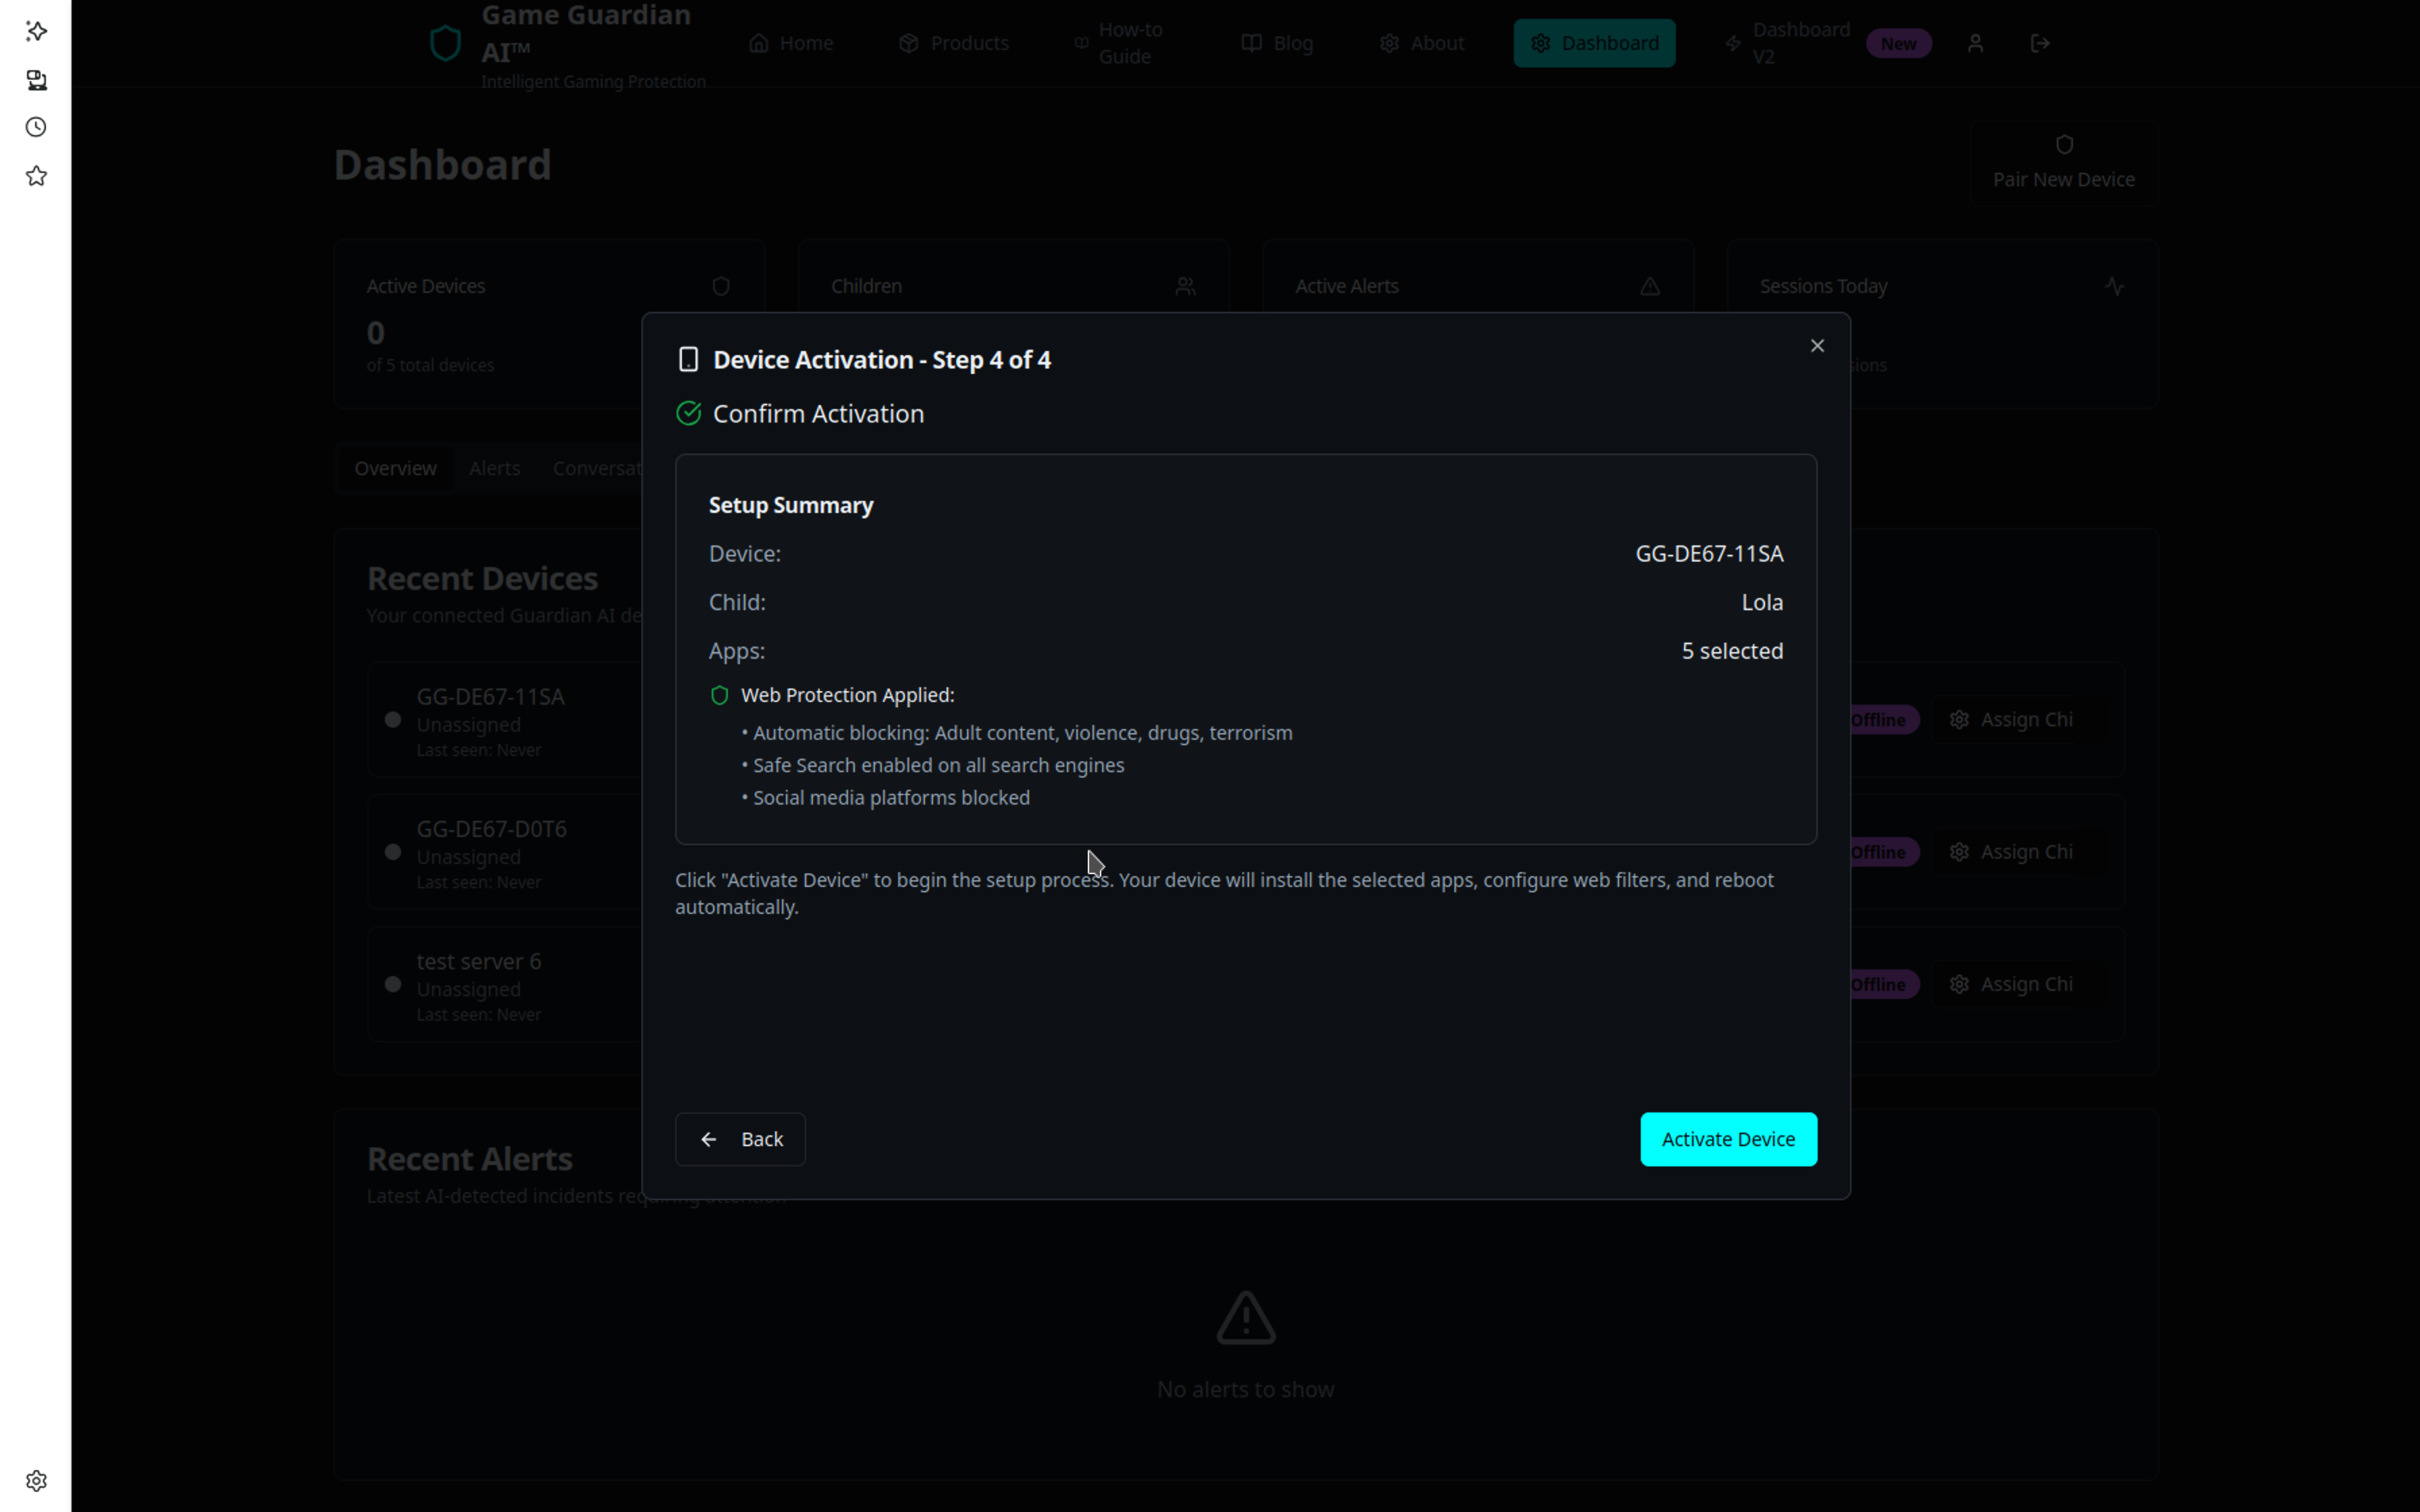 Game Guardian
AI™
Intelligent Gaming Protection
Home
Products
How-to
Guide
Blog
About
Dashboard
Dashboard
V2
New
Dashboard
Pair New Device
Active Devices
0
of 5 total devices
Children
Active Alerts
Sessions Today
sions
Overview
Alerts
Conversat
Device Activation - Step 4 of 4
Confirm Activation
Setup Summary
Device:
GG-DE67-11SA
Child:
Lola
Apps:
5 selected
Web Protection Applied:
• Automatic blocking: Adult content, violence, drugs, terrorism
• Safe Search enabled on all search engines
• Social media platforms blocked
Click "Activate Device" to begin the setup process. Your device will install the selected apps, configure web filters, and reboot
automatically.
Back
Activate Device
Recent Devices
Your connected Guardian AI de
GG-DE67-11SA
Unassigned
Last seen: Never
Offline
Assign Chi
GG-DE67-D0T6
Unassigned
Last seen: Never
Offline
Assign Chi
test server 6
Unassigned
Last seen: Never
Offline
Assign Chi
Recent Alerts
Latest AI-detected incidents requiring attention
No alerts to show